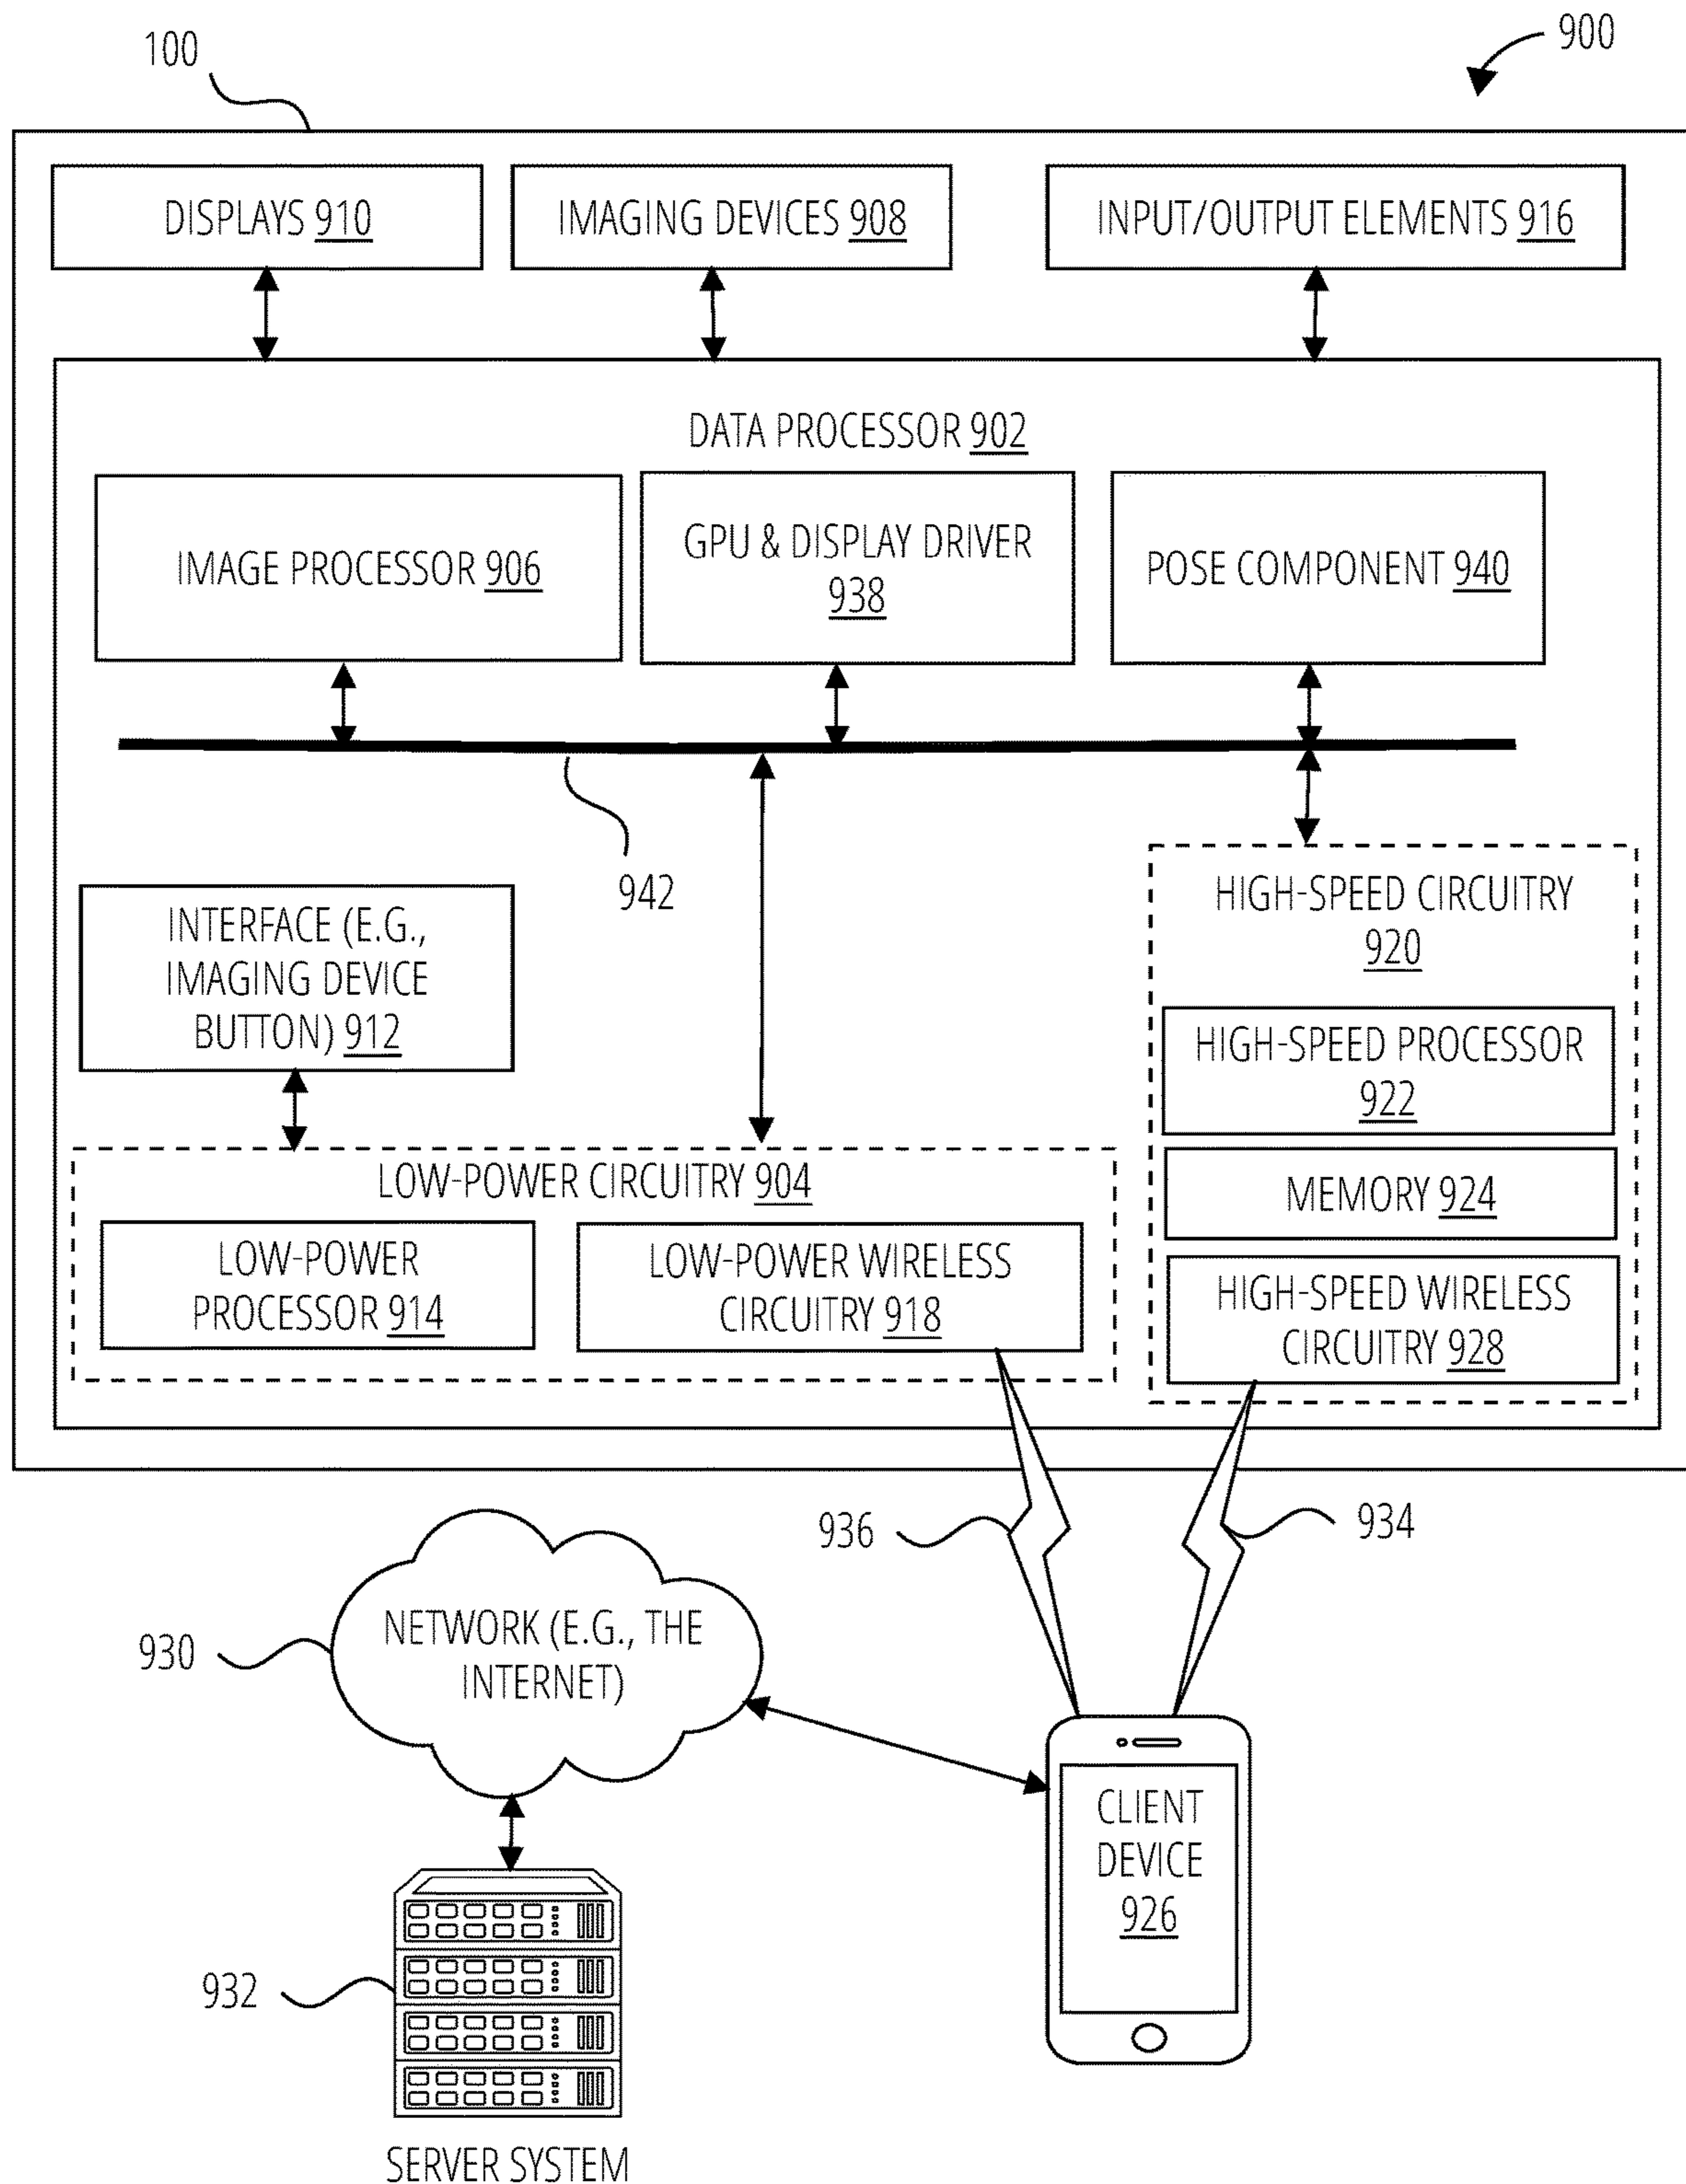 100
900
DISPLAYS 910
IMAGING DEVICES 908
INPUT/OUTPUT ELEMENTS 916
DATA PROCESSOR 902
IMAGE PROCESSOR 906
GPU & DISPLAY DRIVER
938
POSE COMPONENT 940
942
INTERFACE (E.G.,
IMAGING DEVICE
BUTTON) 912
HIGH-SPEED CIRCUITRY
920
HIGH-SPEED PROCESSOR
922
MEMORY 924
HIGH-SPEED WIRELESS
CIRCUITRY 928
LOW-POWER CIRCUITRY 904
LOW-POWER
PROCESSOR 914
LOW-POWER WIRELESS
CIRCUITRY 918
936
934
930
NETWORK (E.G., THE
INTERNET)
CLIENT
DEVICE
926
932
SERVER SYSTEM